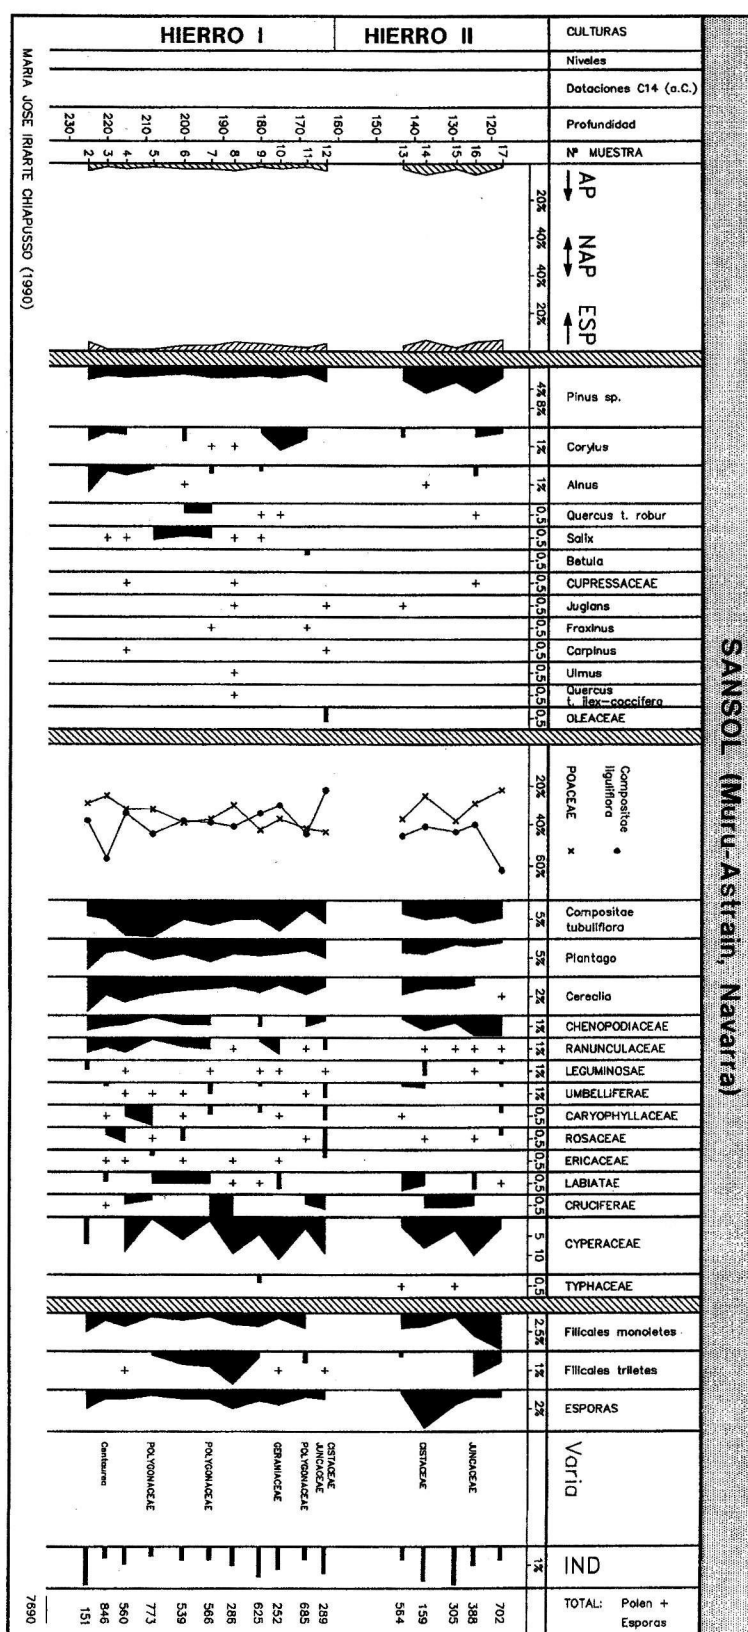 SANSOL (Muru-Astrain, Navarra)
HIERRO I HIERRO II CULTURAS
Niveles
Dataciones C14 (a.C.)
230 220 210 200 190 180 170 160 150 140 130 120 Profundidad
2 3 4 5 6 7 8 9 10 11 12 13 14 15 16 17 Nº MUESTRA
AP NAP ESP
20% 40% 40% 20%
4% 8% Pinus sp.
1% Corylus
1% Alnus
0,5 Quercus t. robur
0,5 Salix
0,5 Betula
0,5 CUPRESSACEAE
0,5 Juglans
0,5 Fraxinus
0,5 Carpinus
0,5 Ulmus
0,5 Quercus
t. ilex-coccifera
0,5 OLEACEAE
Compositae
liguliflora
POACEAE
20% 40% 60%
5% Compositae
tubuliflora
5% Plantago
2% Cerealia
1% CHENOPODIACEAE
1% RANUNCULACEAE
1% LEGUMINOSAE
1% UMBELLIFERAE
0,5 CARYOPHYLLACEAE
0,5 ROSACEAE
0,5 ERICACEAE
0,5 LABIATAE
0,5 CRUCIFERAE
5 10 CYPERACEAE
0,5 TYPHACEAE
2.5% Filicales monoletes
1% Filicales triletes
2% ESPORAS
Centaurea POLYGONACEAE POLYGONACEAE GERANIACEAE POLYGONACEAE CISTACEAE
JUNCACEAE CISTACEAE JUNCACEAE Varia
1% IND
151 846 560 773 539 566 286 625 252 685 289 564 159 305 388 702 TOTAL: Polen +
Esporas
7690
MARIA JOSE IRIARTE CHIAPUSSO (1990)